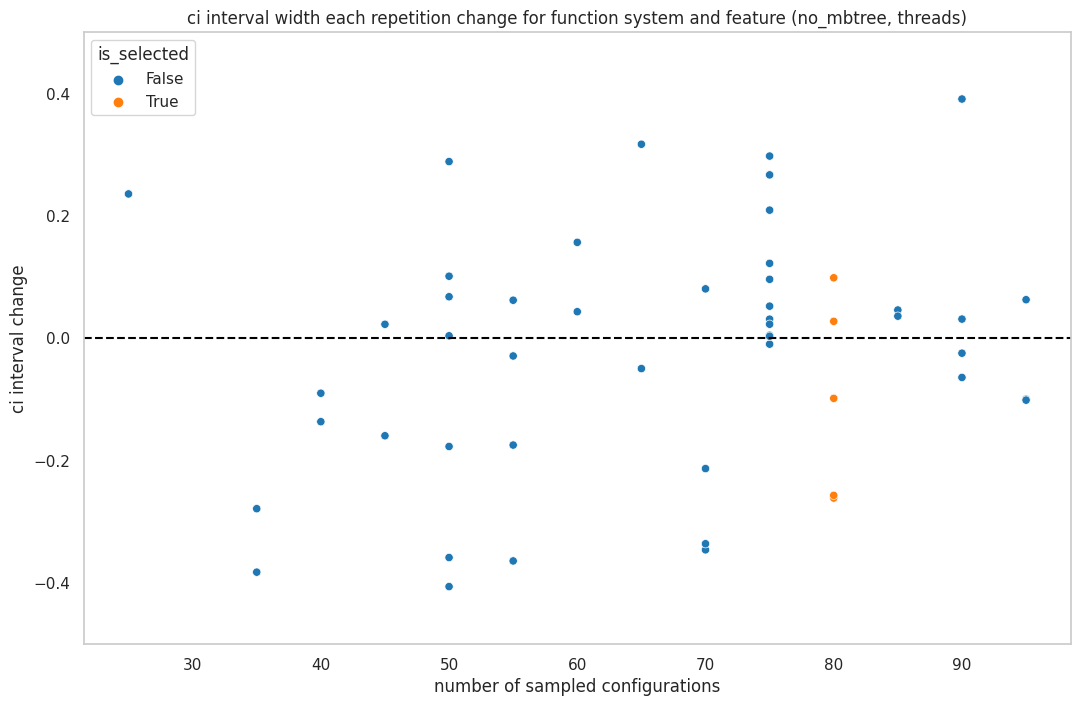 ci interval width each repetition change for function system and feature (no_mbtree, threads)
is_selected
False
True
ci interval change
0.4
0.2
0.0
−0.2
−0.4
30
40
50
60
70
80
90
number of sampled configurations